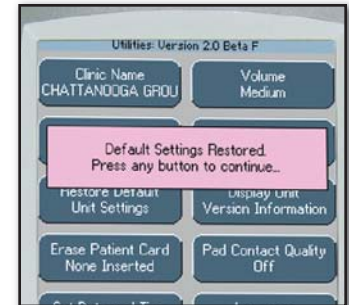 Utilities: Version 2.0 Beta F
Clinic Name
CHATTANOOGA GROU
Volume
Medium
Default Settings Restored.
Press any button to continue...
Restore Default
Unit Settings
Display Unit
Version Information
Erase Patient Card
None Inserted
Pad Contact Quality
Off